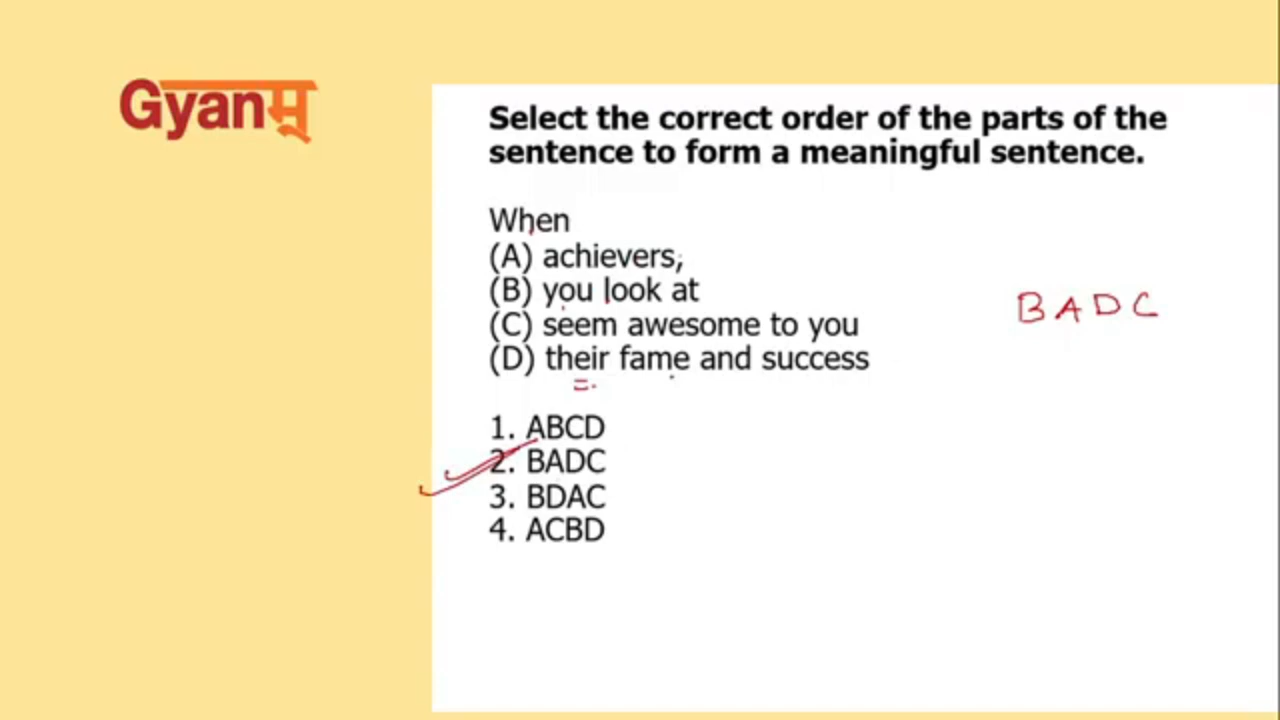 Gyanम्
Select the correct order of the parts of the
sentence to form a meaningful sentence.
When
(A) achievers,
(B) you look at
(C) seem awesome to you
(D) their fame and success
BADC
1. ABCD
2. BADC
3. BDAC
4. ACBD